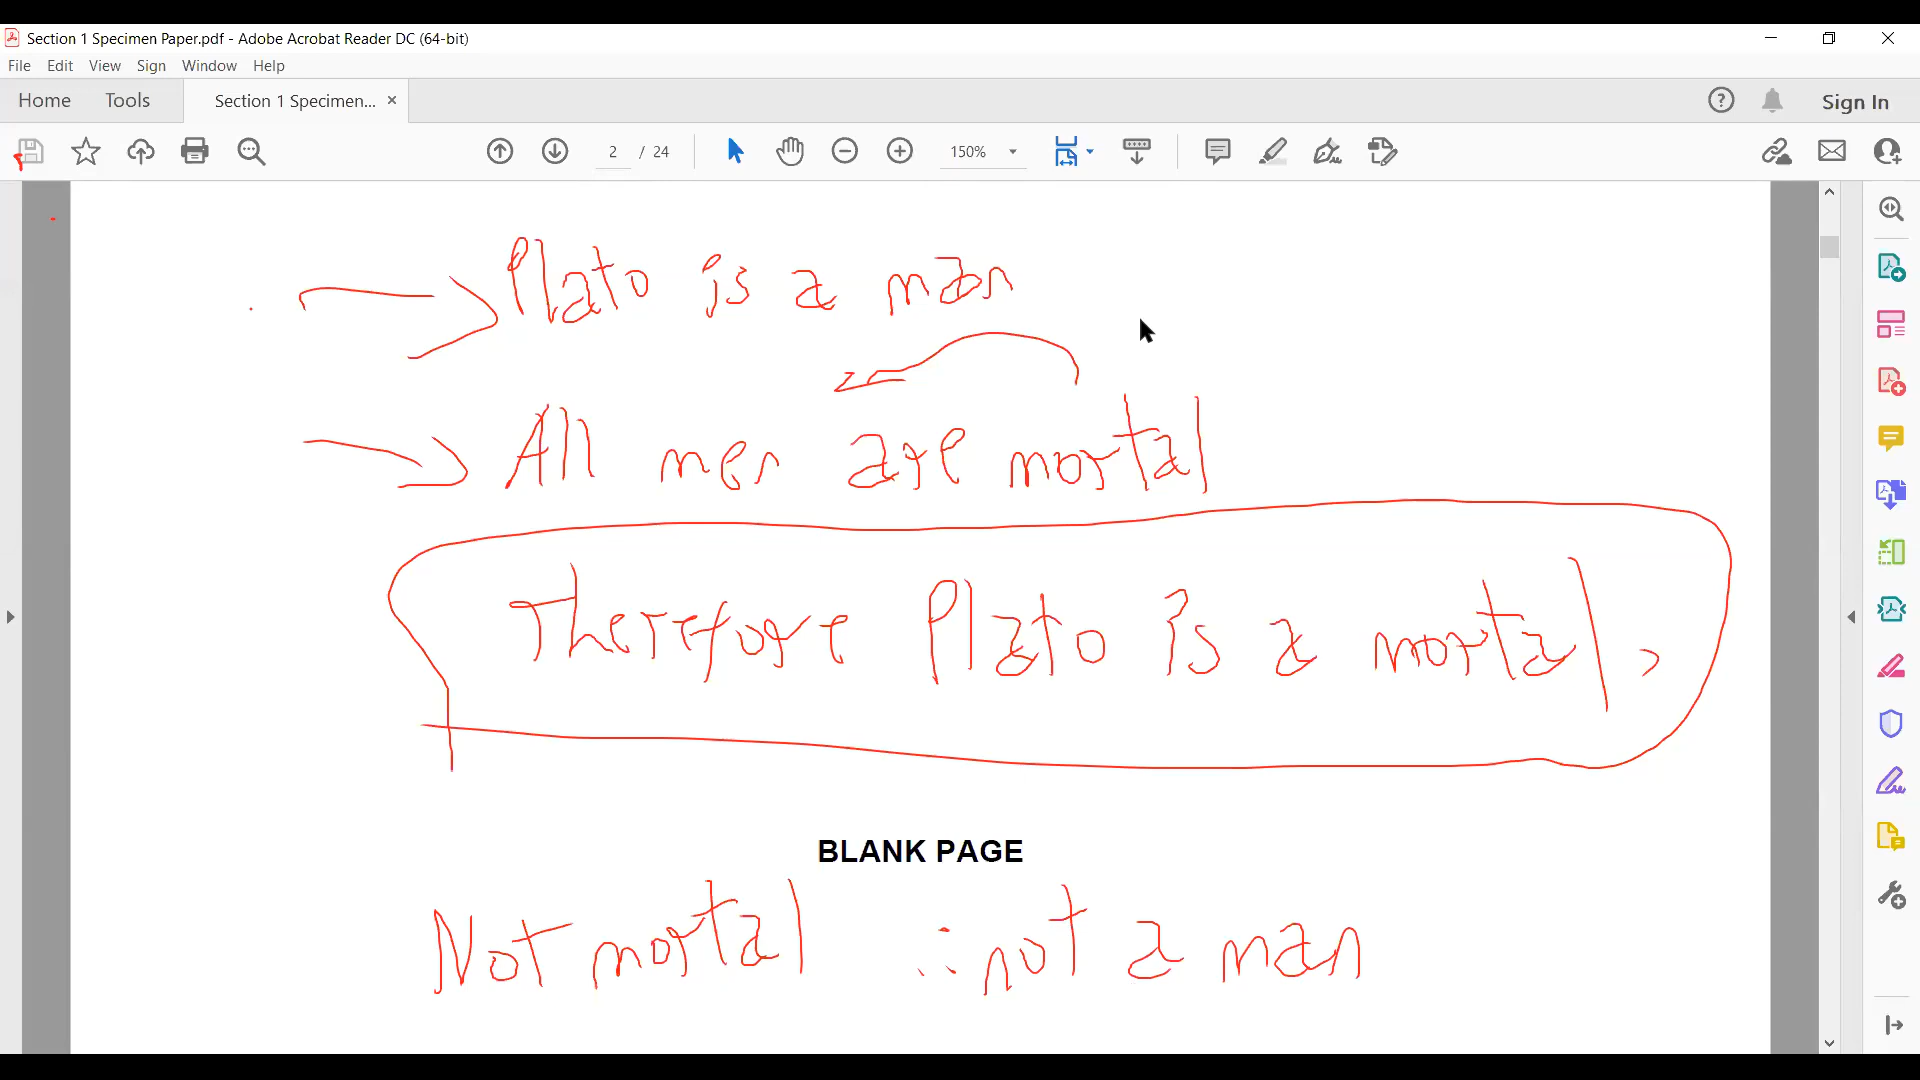 Section 1 Specimen Paper.pdf - Adobe Acrobat Reader DC (64-bit)
File Edit View Sign Window Help
Home Tools Section 1 Specimen... × Sign In
2 / 24 150%
Plato is a man
All men are mortal
Therefore Plato is a mortal,
BLANK PAGE
Not mortal ∴ not a man